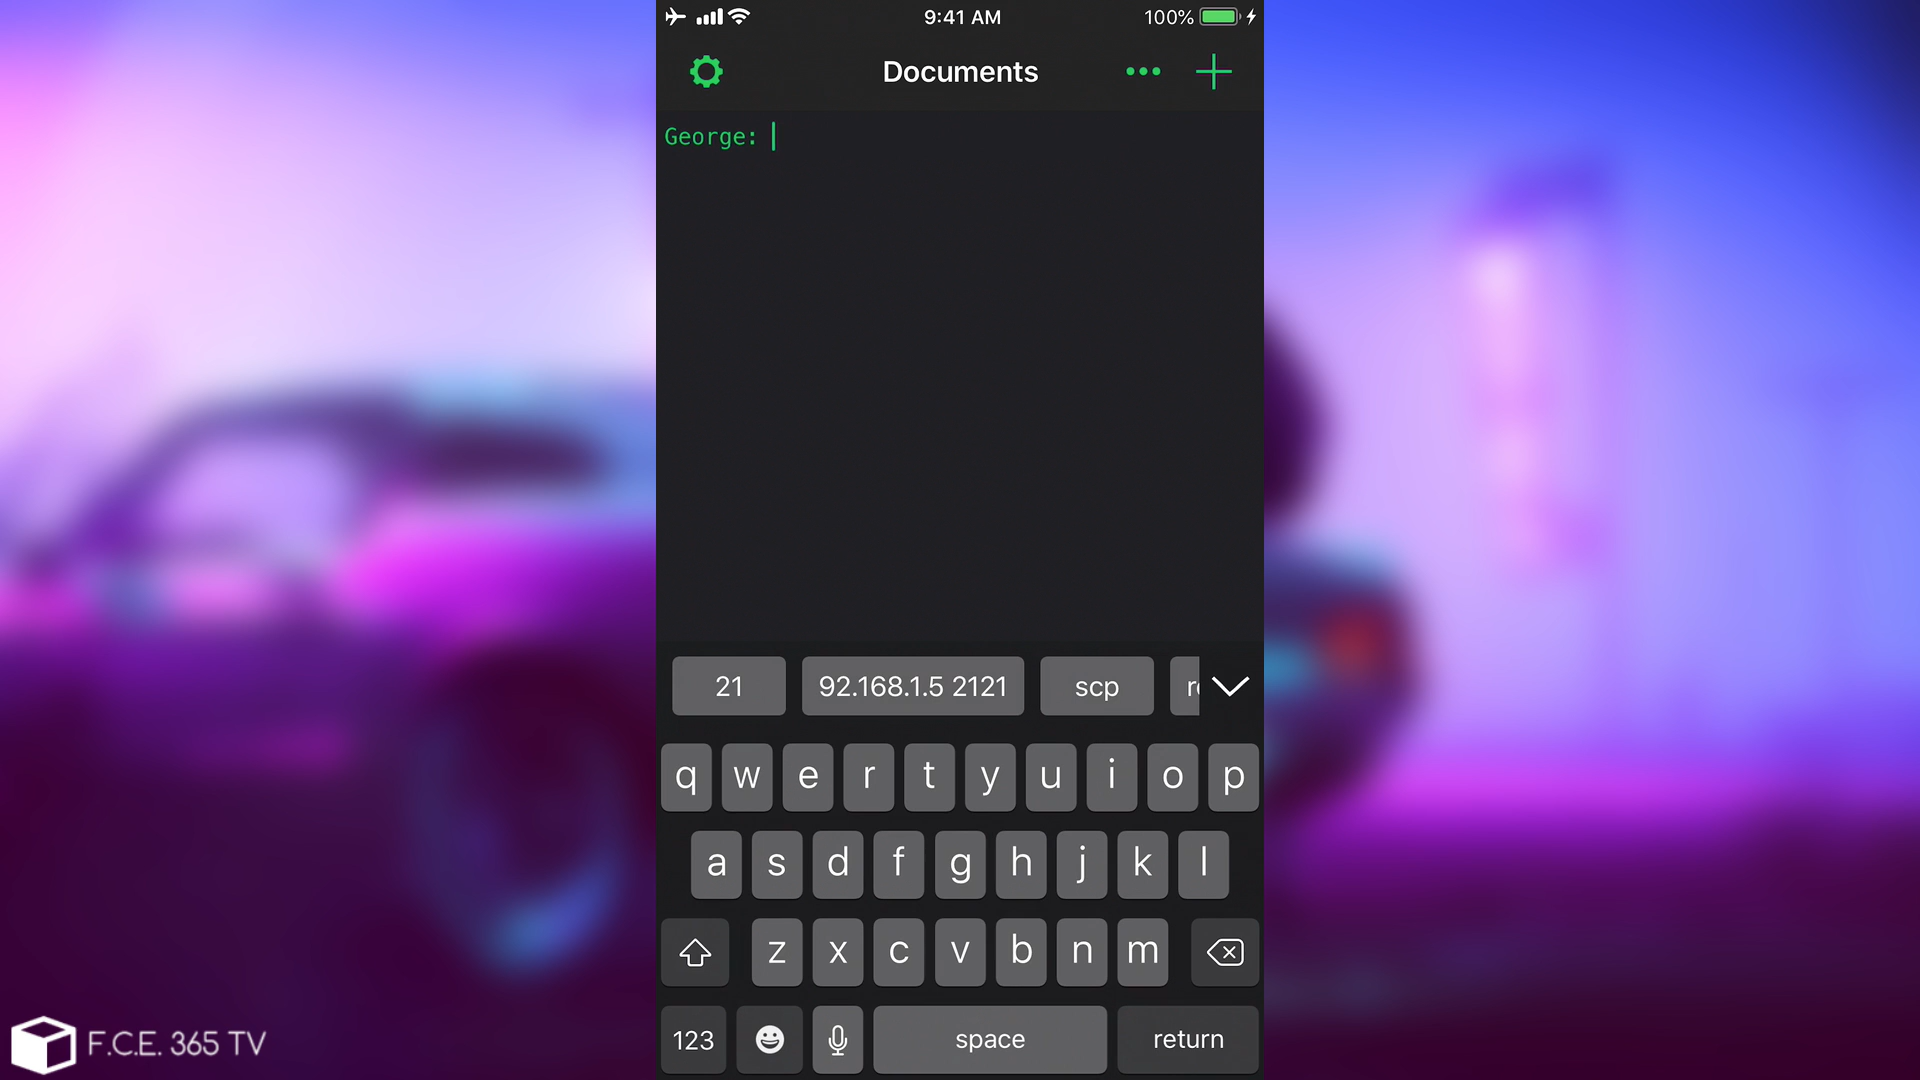 9:41 AM
100%
Documents
George:
21
92.168.1.5 2121
scp
q w e r t y u i o p
a s d f g h j k l
z x c v b n m
123
space
return
F.C.E. 365 TV